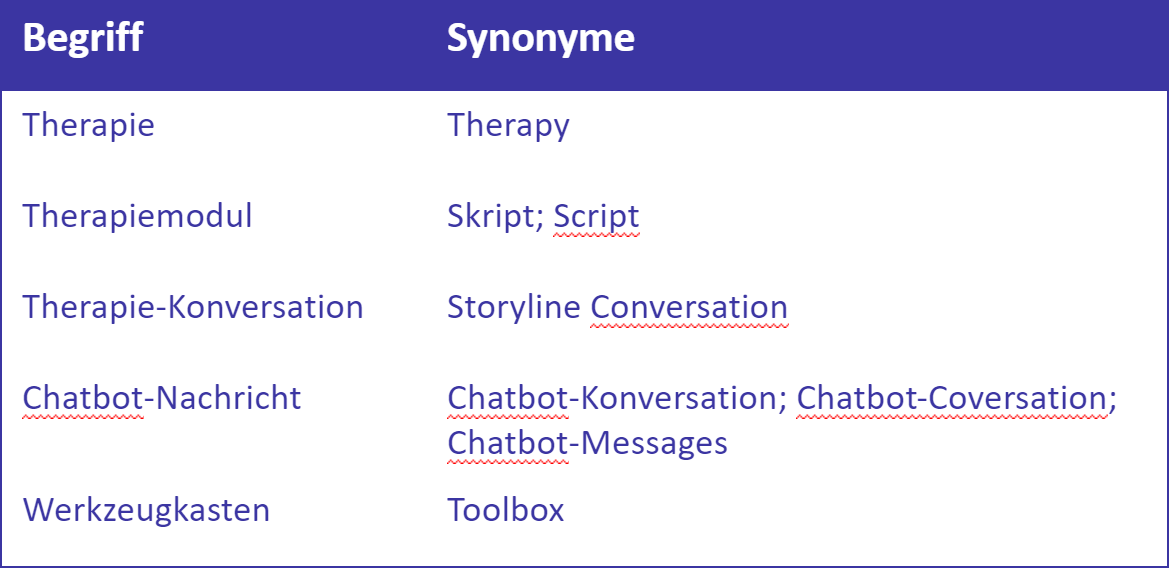 Begriff Synonyme
Therapie Therapy
Therapiemodul Skript; Script
Therapie-Konversation Storyline Conversation
Chatbot-Nachricht Chatbot-Konversation; Chatbot-Coversation;
Chatbot-Messages
Werkzeugkasten Toolbox